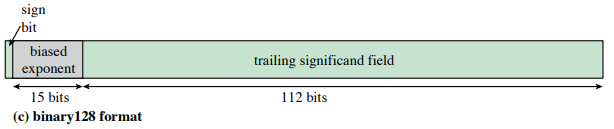 sign
bit
biased
exponent
trailing significand field
15 bits
112 bits
(c) binary128 format